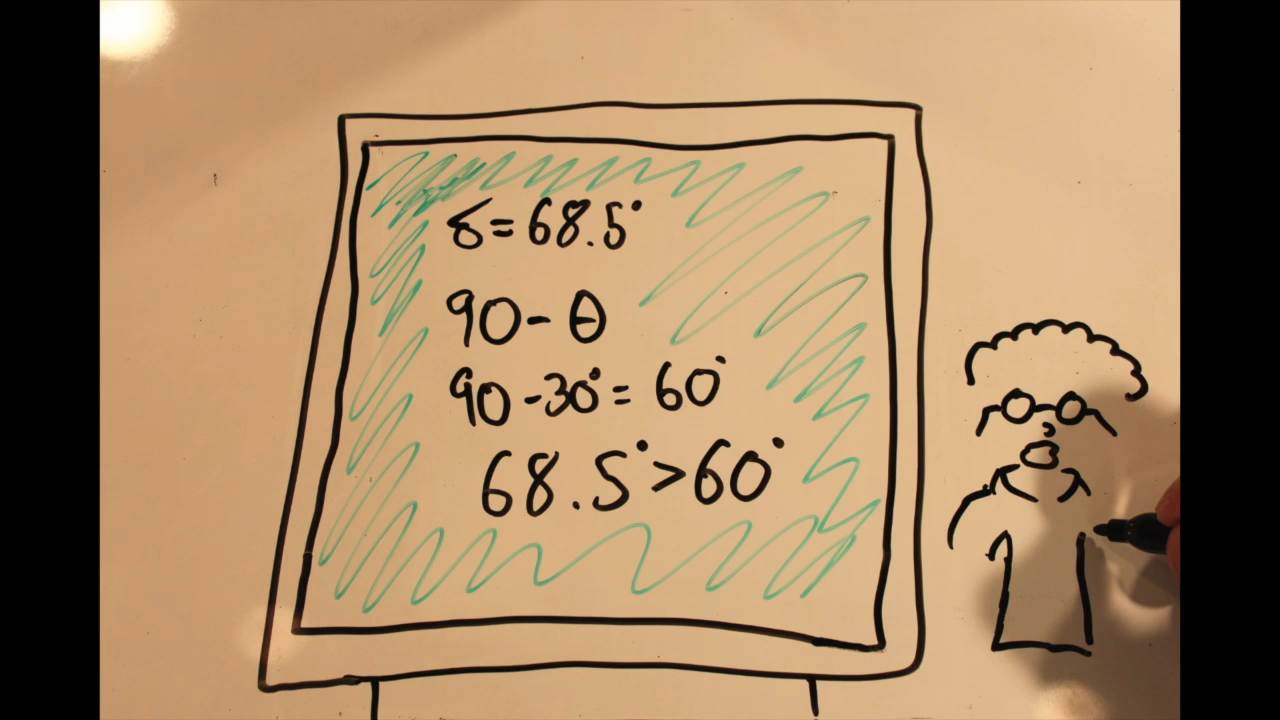 δ = 68.5°
90 - θ
90 - 30° = 60°
68.5° > 60°